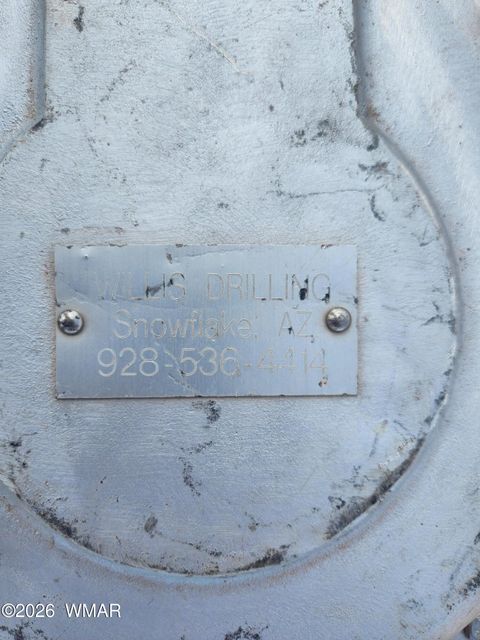 WILLIS DRILLING
Snowflake, AZ
928-536-4414
©2026 WMAR